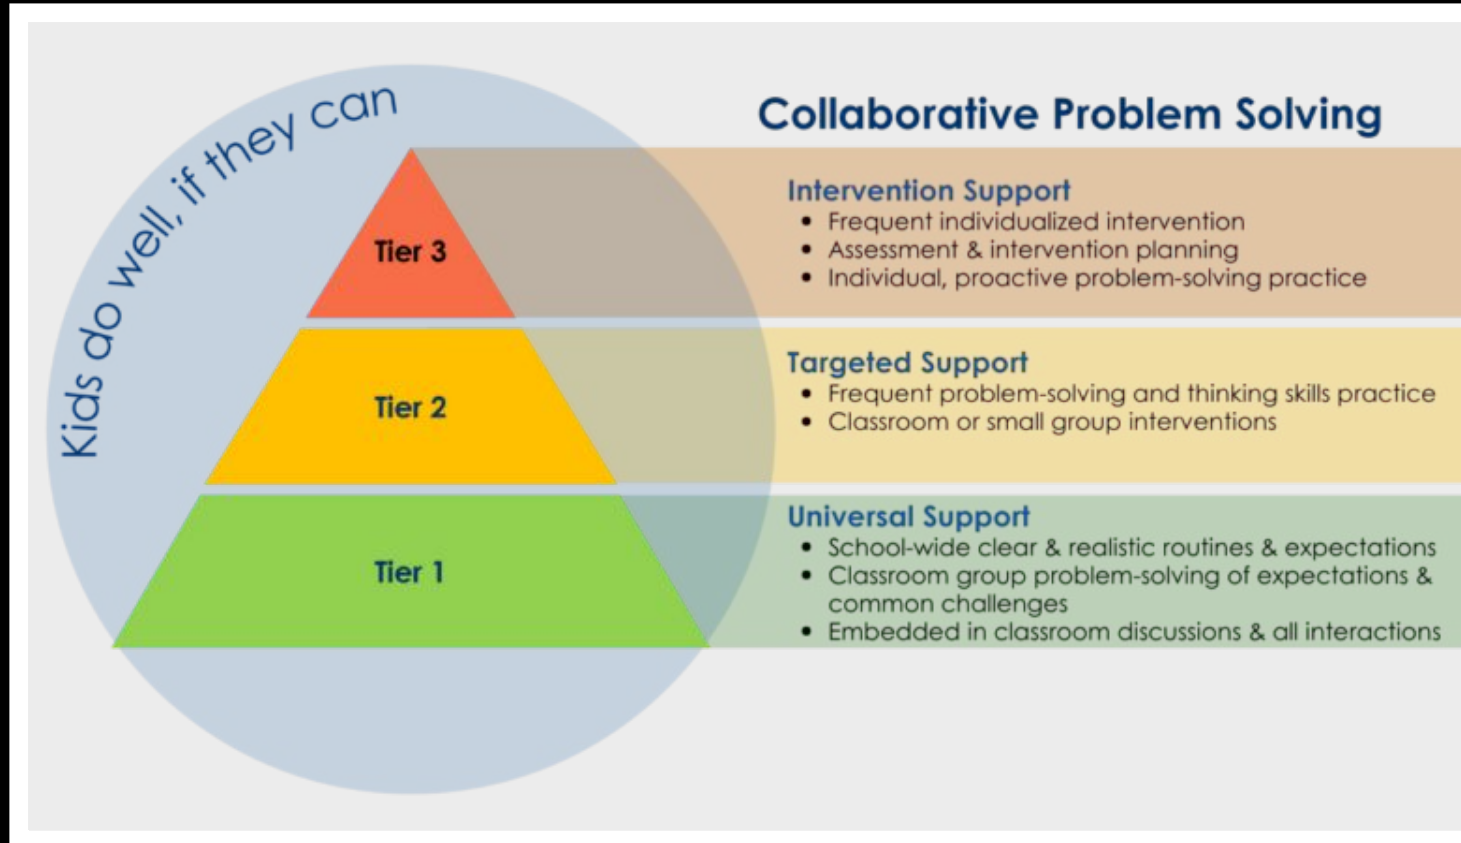 Kids do well, if they can
Collaborative Problem Solving
Tier 3
Intervention Support
• Frequent individualized intervention
• Assessment & intervention planning
• Individual, proactive problem-solving practice
Tier 2
Targeted Support
• Frequent problem-solving and thinking skills practice
• Classroom or small group interventions
Tier 1
Universal Support
• School-wide clear & realistic routines & expectations
• Classroom group problem-solving of expectations &
common challenges
• Embedded in classroom discussions & all interactions